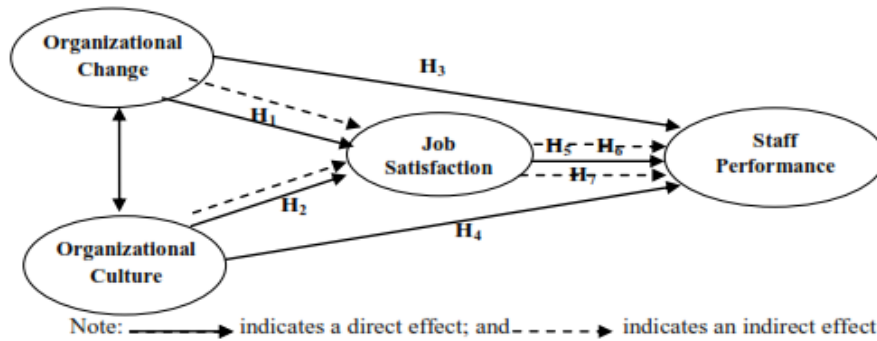 Organizational
Change
H3
H1
Job
Satisfaction
H5 H6
H7
Staff
Performance
H2
H4
Organizational
Culture
Note: indicates a direct effect; and indicates an indirect effect